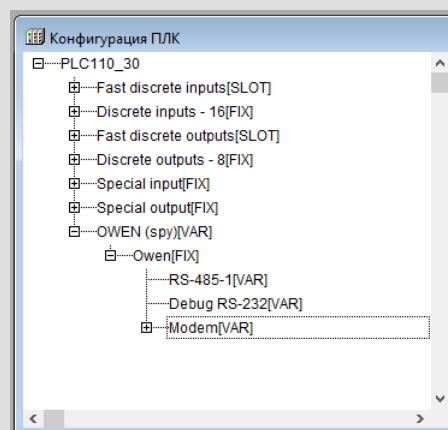 Конфигурация ПЛК
PLC110_30
Fast discrete inputs[SLOT]
Discrete inputs - 16[FIX]
Fast discrete outputs[SLOT]
Discrete outputs - 8[FIX]
Special input[FIX]
Special output[FIX]
OWEN (spy)[VAR]
Owen[FIX]
RS-485-1[VAR]
Debug RS-232[VAR]
Modem[VAR]